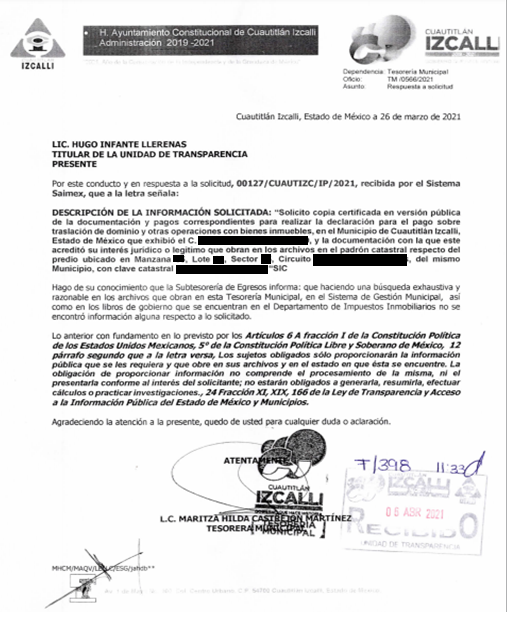 H. Ayuntamiento Constitucional de Cuautitlán Izcalli
Administración 2019 -2021
IZCALLI
CUAUTITLÁN
IZCALLI
Dependencia: Tesorería Municipal
Oficio: TM /0566/2021
Asunto: Respuesta a solicitud
Cuautitlán Izcalli, Estado de México a 26 de marzo de 2021
LIC. HUGO INFANTE LLERENAS
TITULAR DE LA UNIDAD DE TRANSPARENCIA
PRESENTE
Por este conducto y en respuesta a la solicitud, 00127/CUAUTIZC/IP/2021, recibida por el Sistema
Saimex, que a la letra señala:
DESCRIPCIÓN DE LA INFORMACIÓN SOLICITADA: "Solicito copia certificada en versión pública
de la documentación y pagos correspondientes para realizar la declaración para el pago sobre
traslación de dominio y otras operaciones con bienes inmuebles, en el Municipio de Cuautitlán Izcalli,
Estado de México que exhibió el C. , y la documentación con la que este
acreditó su interés jurídico o legitimo que obran en los archivos en el padrón catastral respecto del
predio ubicado en Manzana , Lote , Sector , Circuito , del mismo
Municipio, con clave catastral "SIC
Hago de su conocimiento que la Subtesorería de Egresos informa: que haciendo una búsqueda exhaustiva y
razonable en los archivos que obran en esta Tesorería Municipal, en el Sistema de Gestión Municipal, así
como en los libros de gobierno que se encuentran en el Departamento de Impuestos Inmobiliarios no se
encontró información alguna respecto a lo solicitado.
Lo anterior con fundamento en lo previsto por los Artículos 6 A fracción I de la Constitución Política
de los Estados Unidos Mexicanos, 5° de la Constitución Política Libre y Soberano de México, 12
párrafo segundo que a la letra versa, Los sujetos obligados sólo proporcionarán la información
pública que se les requiera y que obre en sus archivos y en el estado en que ésta se encuentre. La
obligación de proporcionar información no comprende el procesamiento de la misma, ni el
presentarla conforme al interés del solicitante; no estarán obligados a generarla, resumirla, efectuar
cálculos o practicar investigaciones., 24 Fracción XI, XIX, 166 de la Ley de Transparencia y Acceso
a la Información Pública del Estado de México y Municipios.
Agradeciendo la atención a la presente, quedo de usted para cualquier duda o aclaración.
ATENTAMENTE
CUAUTITLÁN
IZCALLI
L.C. MARITZA HILDA CASTREJON MARTÍNEZ
TESORERA MUNICIPAL
TESORERÍA
MUNICIPAL
T/398 11:33
CUAUTITLÁN
IZCALLI
IZCALLI
08 ABR 2021
RECIBIDO
UNIDAD DE TRANSPARENCIA